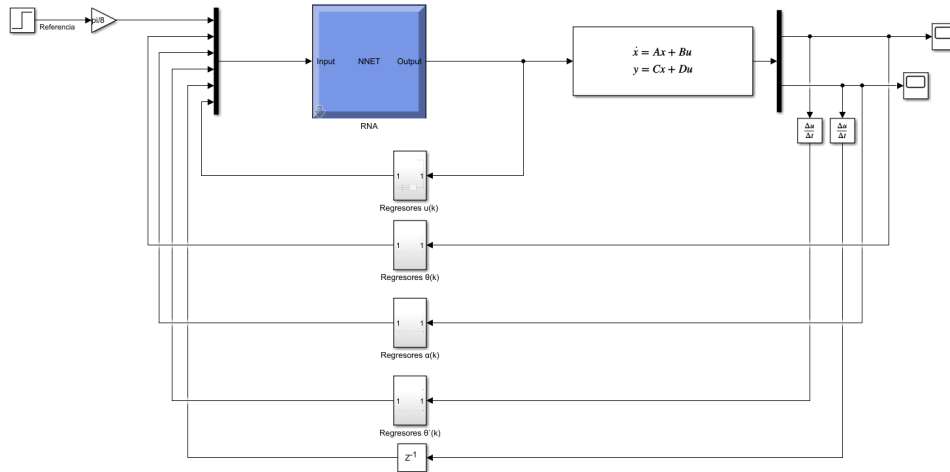 Referencia
pi/8
Input NNET Output
RNA
ẋ = Ax + Bu
y = Cx + Du
Δu
Δt
Δu
Δt
1 1
Regresores u(k)
1 1
Regresores θ(k)
1 1
Regresores α(k)
1 1
Regresores θ˙(k)
Z-1